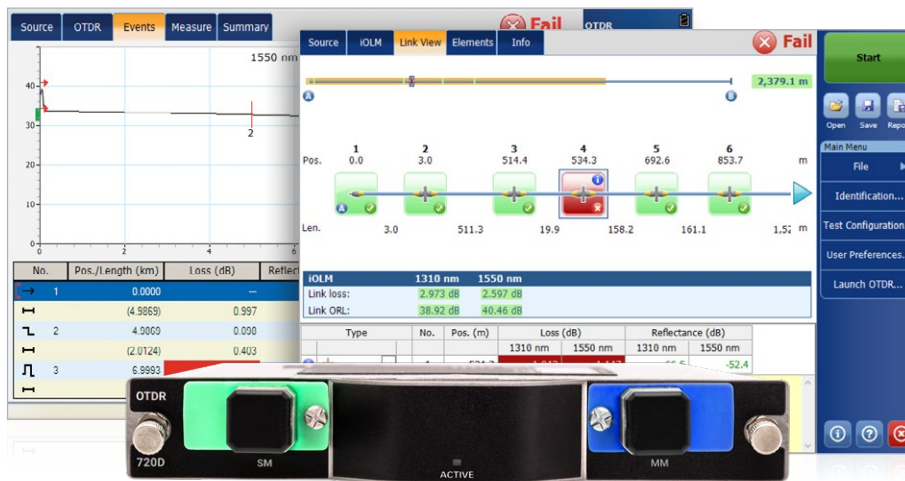 Source OTDR Events Measure Summary
Fail
OTDR
1550 nm
40
30
20
10
0
0 2 4 6
2
No. Pos./Length (km) Loss (dB)
1 0.0000 ---
(4.9869) 0.997
2 4.9869 0.090
(2.0124) 0.403
3 6.9993
Source iOLM Link View Elements Info
Fail
2,379.1 m
A B
1 2 3 4 5 6
Pos. 0.0 3.0 514.4 534.3 692.6 853.7 m
A
Len. 3.0 511.3 19.9 158.2 161.1 m
iOLM 1310 nm 1550 nm
Link loss: 2.973 dB 2.597 dB
Link ORL: 38.92 dB 40.46 dB
Type No. Pos. (m) Loss (dB) Reflectance (dB)
1310 nm 1550 nm 1310 nm 1550 nm
-52.4
Start
Open Save
Main Menu
File
Identification...
Test Configuration
User Preferences.
Launch OTDR...
OTDR
720D
SM
ACTIVE
MM